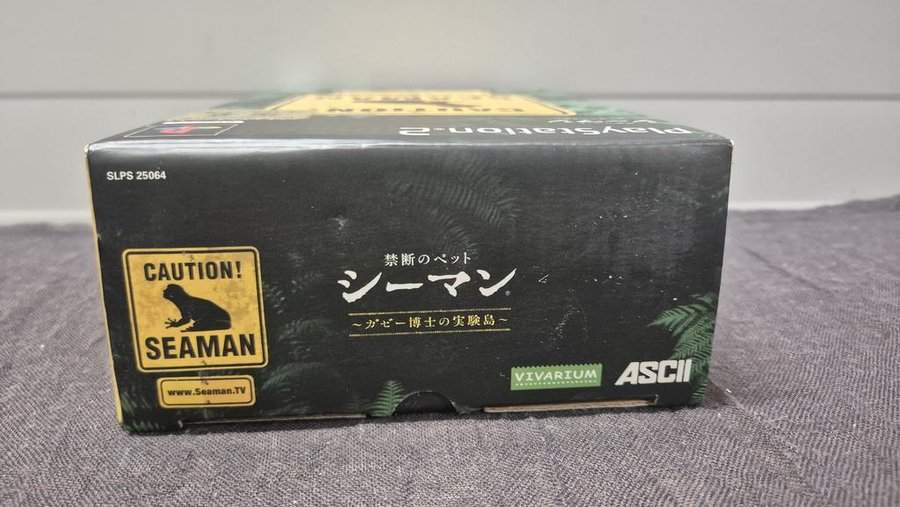 PlayStation.2
SLPS 25064
CAUTION!
SEAMAN
www.Seaman.TV
禁断のペット
シーマン®
～ガゼー博士の実験島～
VIVARIUM
ASCII